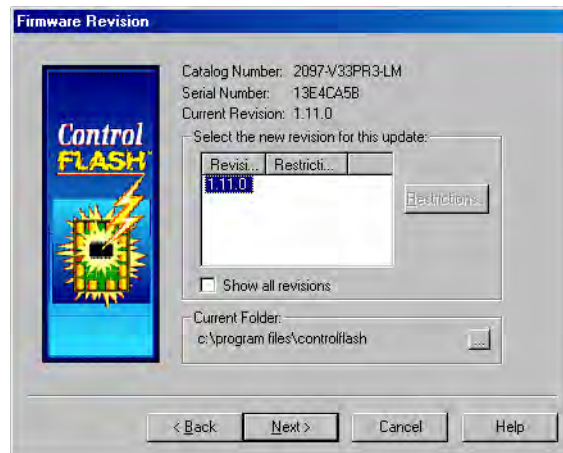 Firmware Revision
Catalog Number: 2097-V33PR3-LM
Serial Number: 13E4CA5B
Current Revision: 1.11.0
Control
FLASH
Select the new revision for this update:
Revisi... Restricti...
1.11.0
Restrictions...
Show all revisions
Current Folder:
c:\program files\controlflash
...
< Back Next > Cancel Help